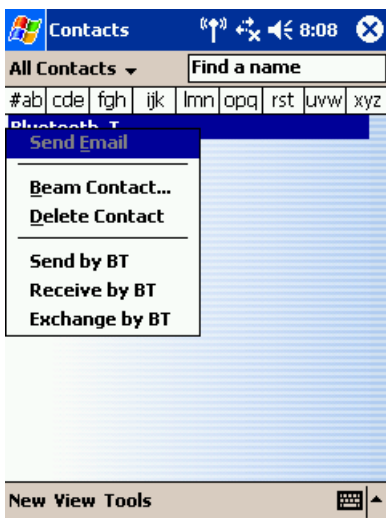 Contacts 8:08
All Contacts Find a name
#ab cde fgh ijk lmn opq rst uvw xyz
Bluetooth, T
Send Email
Beam Contact...
Delete Contact
Send by BT
Receive by BT
Exchange by BT
New View Tools